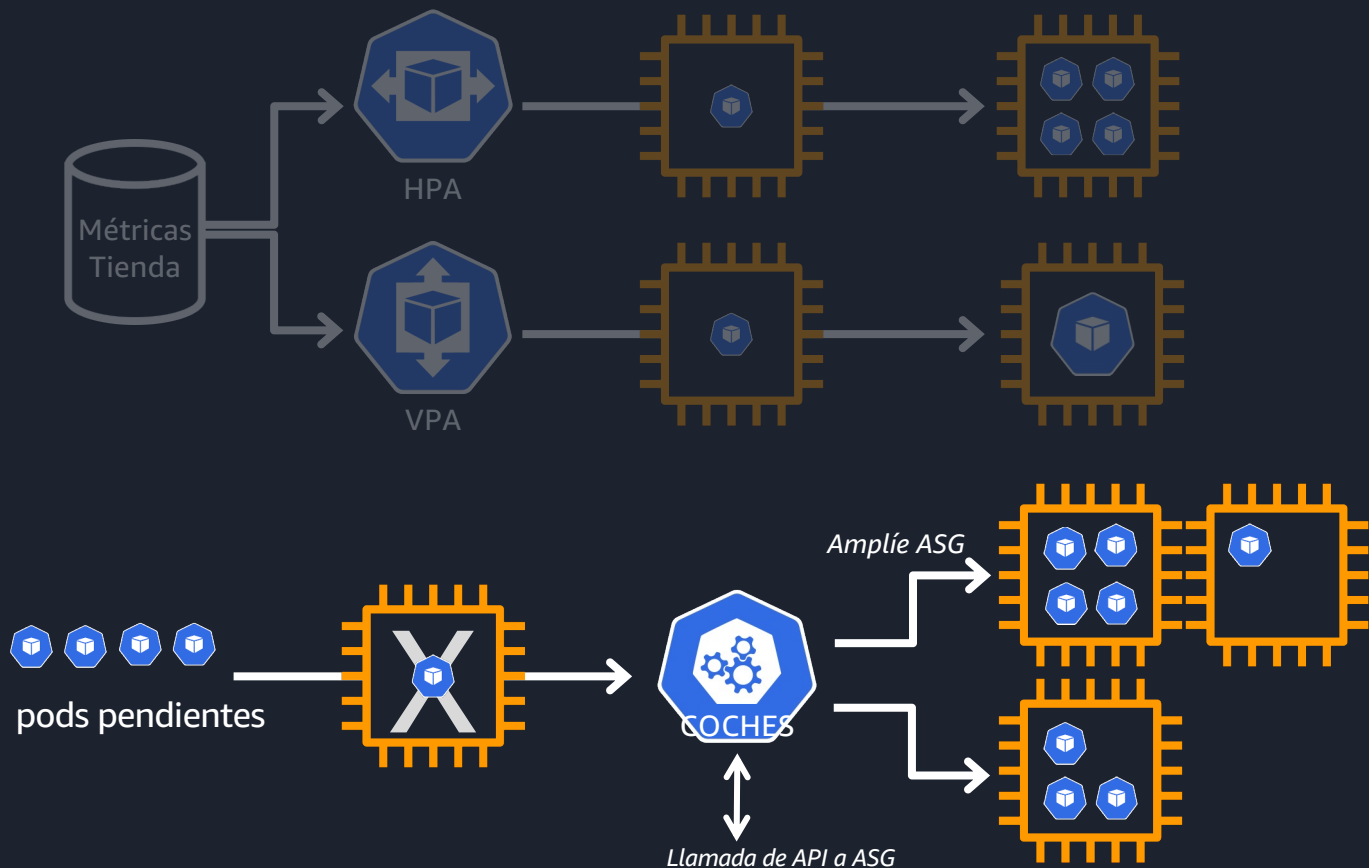 HPA
Métricas
Tienda
VPA
Amplíe ASG
pods pendientes
X
COCHES
Llamada de API a ASG